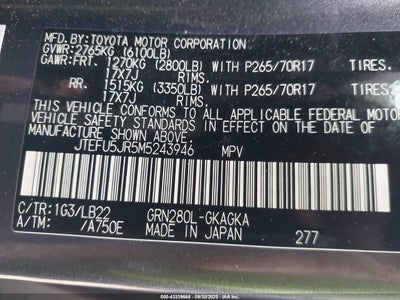 MFD.BY:TOYOTA MOTOR CORPORATION
GVWR:2765KG (6100LB)
GAWR:FRT. 1270KG (2800LB) WITH P265/70R17 TIRES.
17X7J RIMS.
RR. 1515KG (3350LB) WITH P265/70R17 TIRES.
17X7J RIMS.
THIS VEHICLE CONFORMS TO ALL APPLICABLE FEDERAL MOTOR
VEHICLE SAFETY STANDARDS IN EFFECT ON THE DATE OF
MANUFACTURE SHOWN ABOVE.
JTEFU5JR5M5243946 MPV
C/TR:1G3/LB22 GRN280L-GKAGKA
A/TM: /A750E MADE IN JAPAN 277
000-43339668 - 09/30/2025 - IAA, Inc.